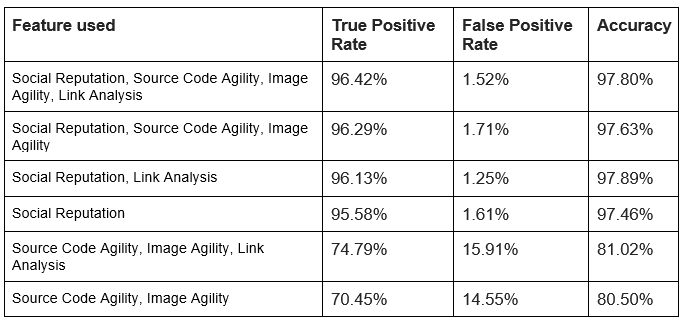 Feature used True Positive Rate False Positive Rate Accuracy
Social Reputation, Source Code Agility, Image Agility, Link Analysis 96.42% 1.52% 97.80%
Social Reputation, Source Code Agility, Image Agility 96.29% 1.71% 97.63%
Social Reputation, Link Analysis 96.13% 1.25% 97.89%
Social Reputation 95.58% 1.61% 97.46%
Source Code Agility, Image Agility, Link Analysis 74.79% 15.91% 81.02%
Source Code Agility, Image Agility 70.45% 14.55% 80.50%